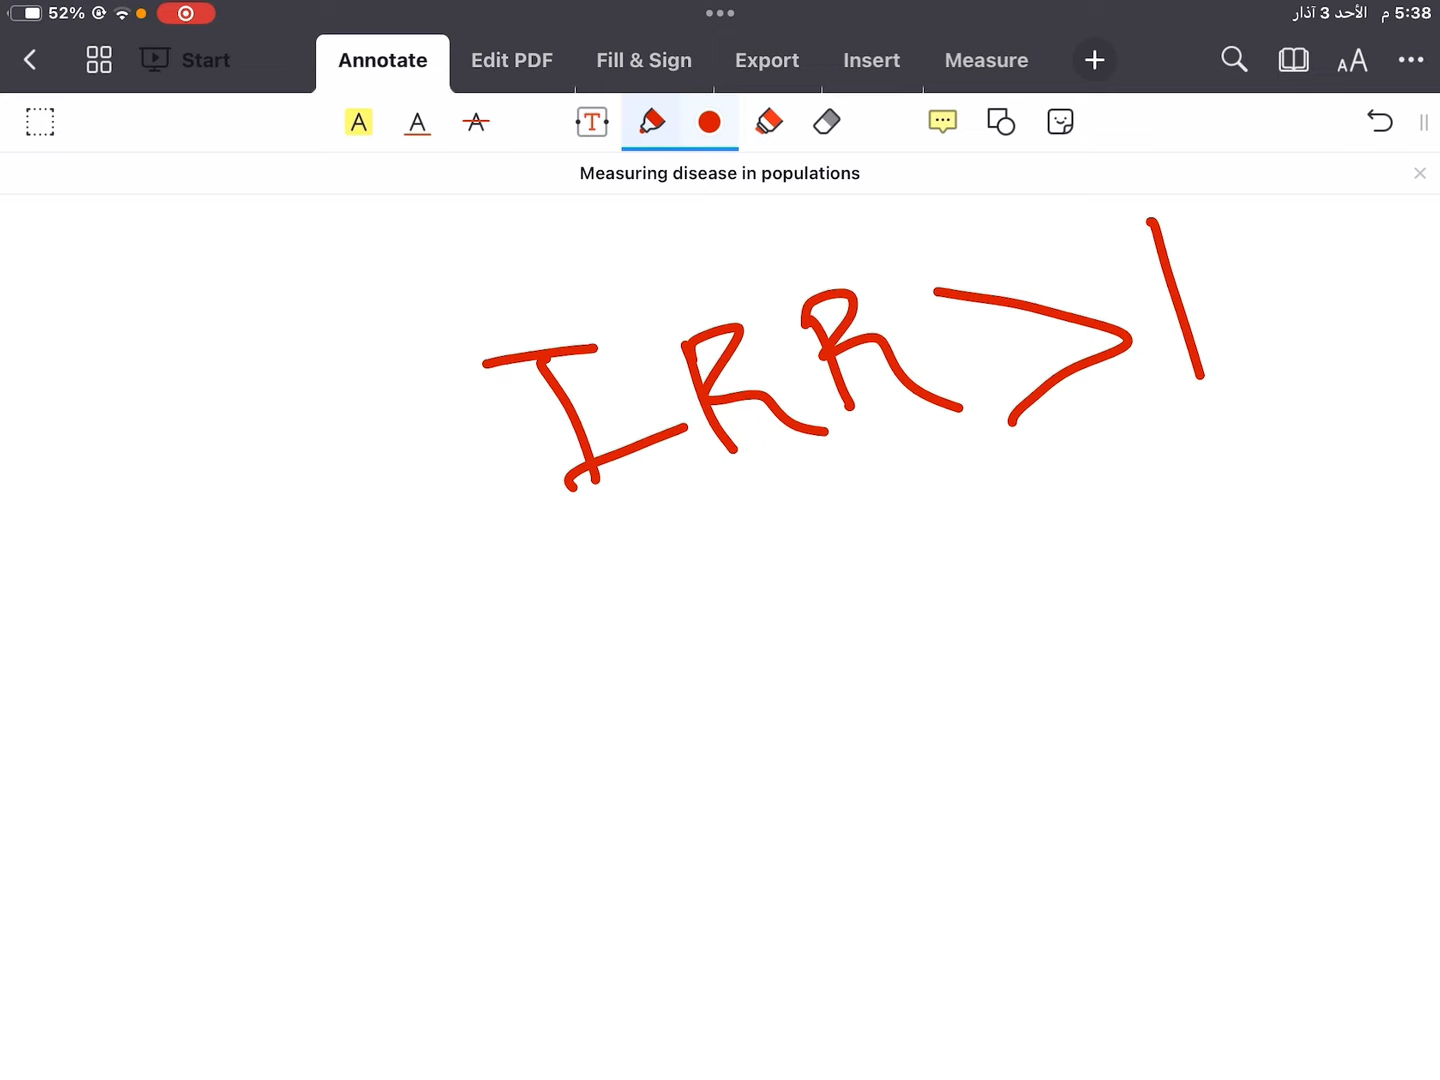 52% الأحد 3 آذار 5:38 م
Start Annotate Edit PDF Fill & Sign Export Insert Measure AA
A A A T
Measuring disease in populations
IRR>1